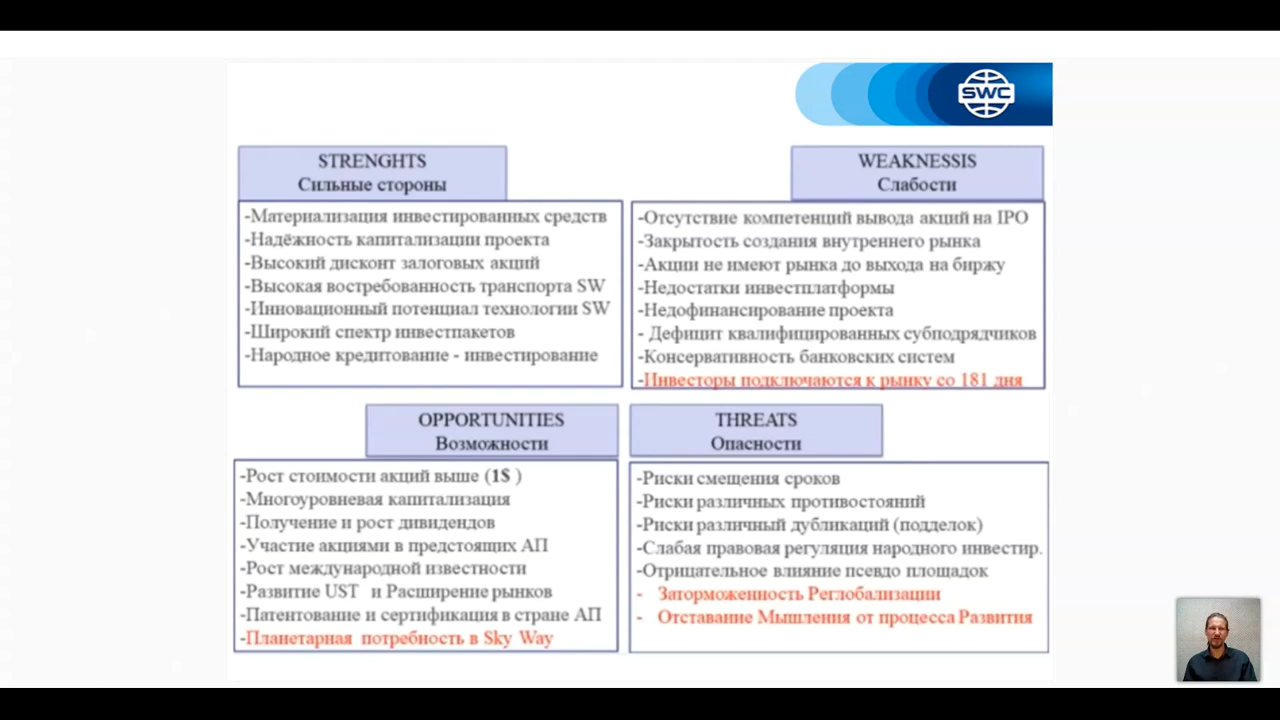 SWC
STRENGHTS
Сильные стороны
-Материализация инвестированных средств
-Надёжность капитализации проекта
-Высокий дисконт залоговых акций
-Высокая востребованность транспорта SW
-Инновационный потенциал технологии SW
-Широкий спектр инвестпакетов
-Народное кредитование - инвестирование
WEAKNESSIS
Слабости
-Отсутствие компетенций вывода акций на IPO
-Закрытость создания внутреннего рынка
-Акции не имеют рынка до выхода на биржу
-Недостатки инвестплатформы
-Недофинансирование проекта
- Дефицит квалифицированных субподрядчиков
-Консервативность банковских систем
-Инвесторы подключаются к рынку со 181 дня
OPPORTUNITIES
Возможности
-Рост стоимости акций выше (1$ )
-Многоуровневая капитализация
-Получение и рост дивидендов
-Участие акциями в предстоящих АП
-Рост международной известности
-Развитие UST и Расширение рынков
-Патентование и сертификация в стране АП
-Планетарная потребность в Sky Way
THREATS
Опасности
-Риски смещения сроков
-Риски различных противостояний
-Риски различный дубликаций (подделок)
-Слабая правовая регуляция народного инвестир.
-Отрицательное влияние псевдо площадок
- Заторможенность Реглобализации
- Отставание Мышления от процесса Развития